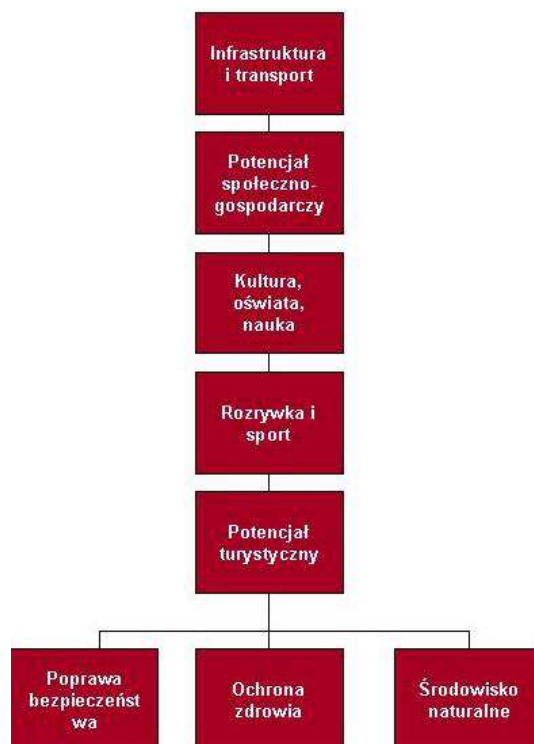 Infrastruktura
i transport
Potencjał
społeczno-
gospodarczy
Kultura,
oświata,
nauka
Rozrywka i
sport
Potencjał
turystyczny
Poprawa
bezpieczeńst
wa
Ochrona
zdrowia
Środowisko
naturalne